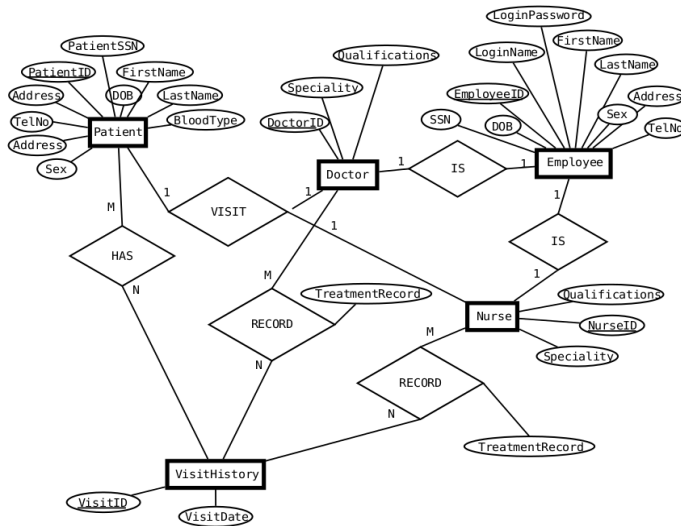 LoginPassword
PatientSSN
FirstName
Qualifications
LoginName
PatientID
FirstName
LastName
Speciality
EmployeeID
Address
DOB
LastName
Address
TelNo
BloodType
DoctorID
SSN
DOB
Sex
TelNo
Patient
Address
Sex
Doctor
1
IS
1
Employee
M
1
VISIT
1
1
1
IS
1
HAS
N
M
RECORD
TreatmentRecord
N
Qualifications
Nurse
NurseID
Speciality
M
RECORD
N
TreatmentRecord
VisitHistory
VisitID
VisitDate